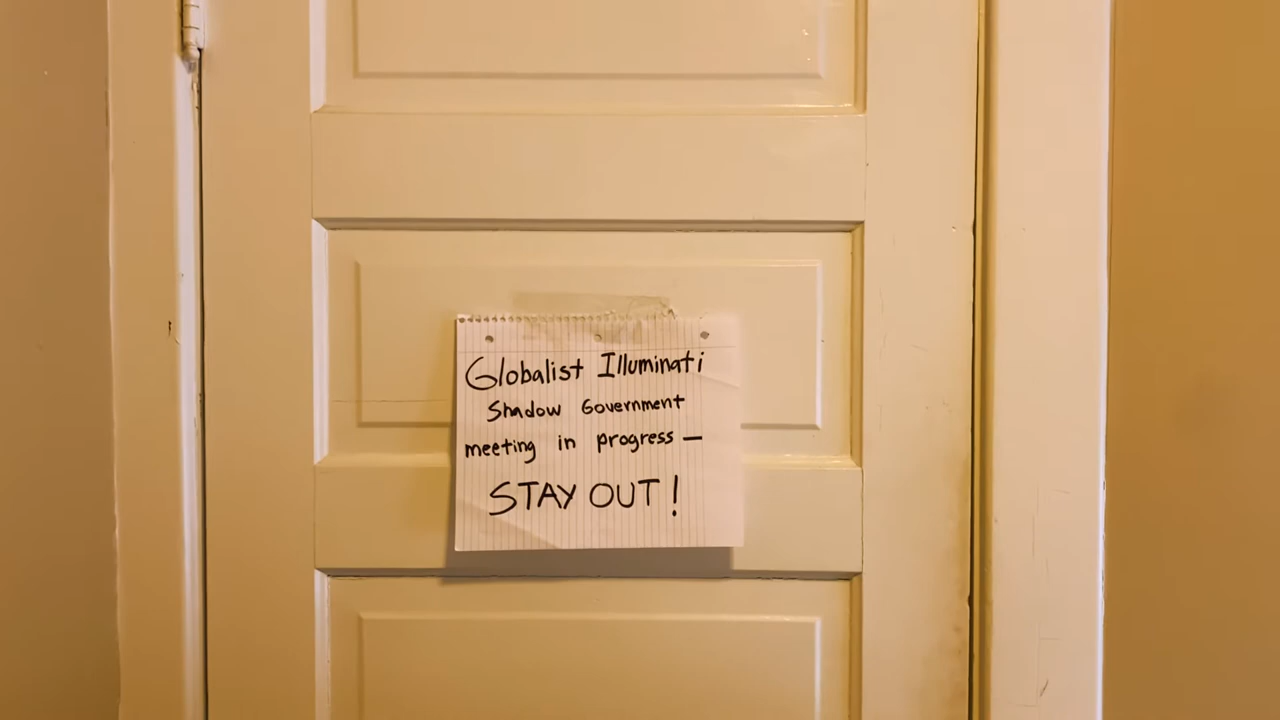 Globalist Illuminati
Shadow Government
meeting in progress —
STAY OUT!